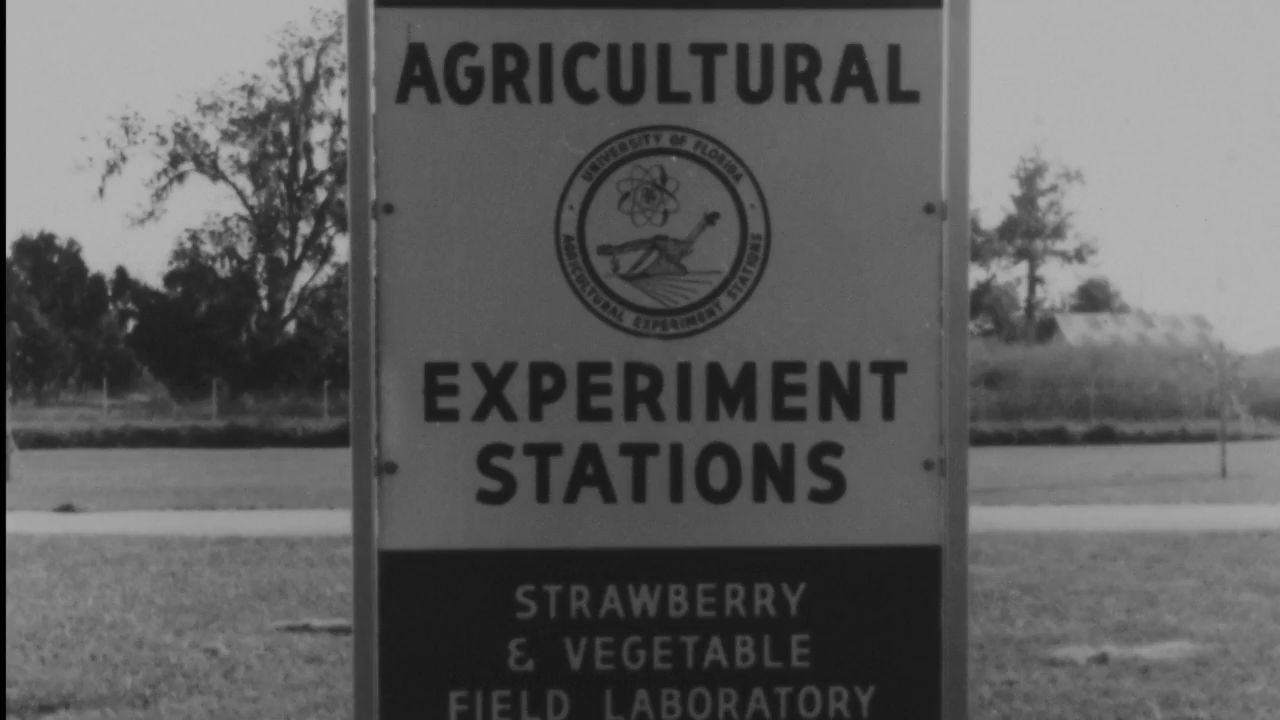 AGRICULTURAL
UNIVERSITY OF FLORIDA
AGRICULTURAL EXPERIMENT STATIONS
EXPERIMENT
STATIONS
STRAWBERRY
& VEGETABLE
FIELD LABORATORY